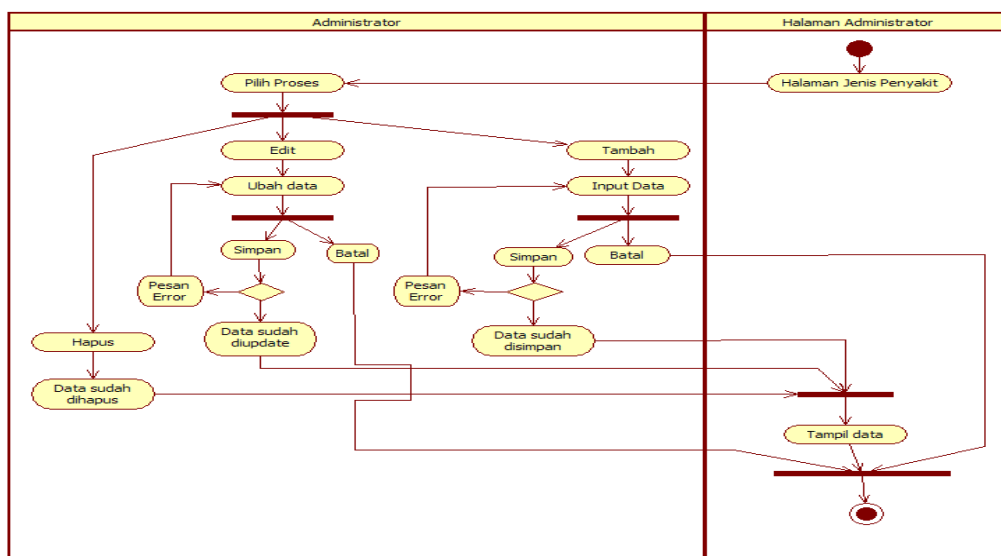 Administrator
Halaman Administrator
Pilih Proses
Halaman Jenis Penyakit
Edit
Tambah
Ubah data
Input Data
Simpan
Batal
Simpan
Batal
Pesan
Error
Pesan
Error
Hapus
Data sudah
diupdate
Data sudah
disimpan
Data sudah
dihapus
Tampil data